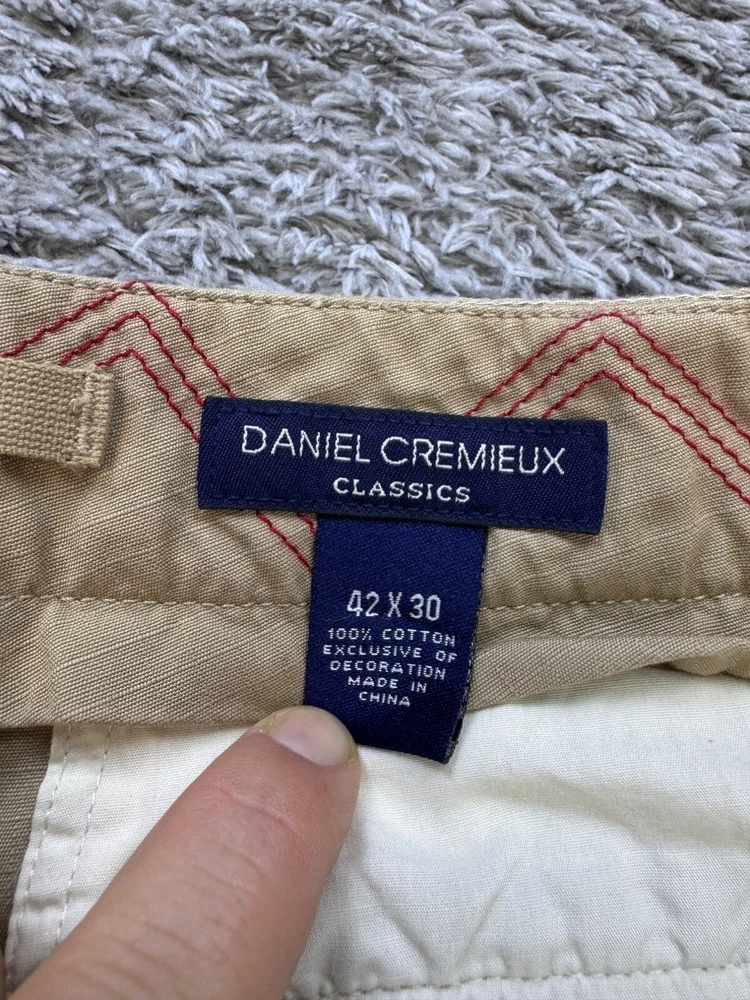 DANIEL CREMIEUX
CLASSICS
42 X 30
100% COTTON
EXCLUSIVE OF
DECORATION
MADE IN
CHINA